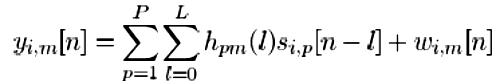 y_{i,m}[n] = \sum_{p=1}^{P} \sum_{l=0}^{L} h_{pm}(l) s_{i,p}[n - l] + w_{i,m}[n]